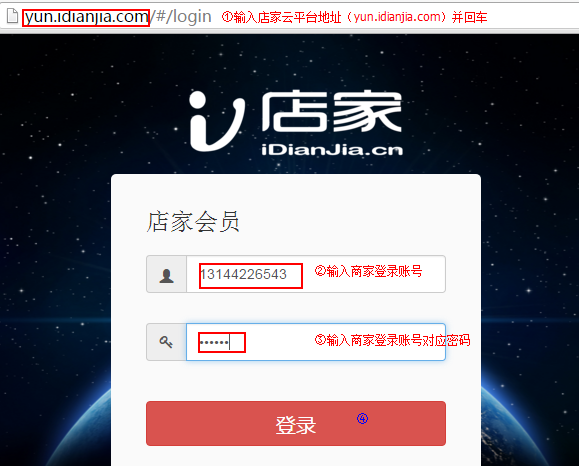 yun.idianjia.com/#/login ①输入店家云平台地址（yun.idianjia.com）并回车
店家
iDianJia.cn
店家会员
13144226543 ②输入商家登录账号
•••••• ③输入商家登录账号对应密码
登录 ④